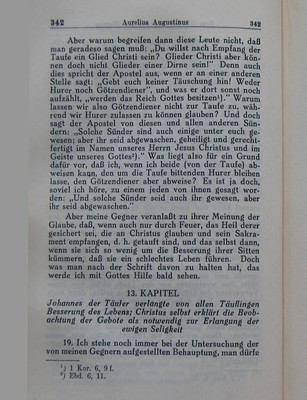 342 Aurelius Augustinus 342
Aber warum begreifen dann diese Leute nicht, daß
man geradeso sagen muß: „Du willst nach Empfang der
Taufe ein Glied Christi sein? Glieder Christi aber kön-
nen doch nicht Glieder einer Dirne sein!" Denn auch
dies spricht der Apostel aus, wenn er an einer anderen
Stelle sagt: „Gebt euch keiner Täuschung hin! Weder
Hurer noch Götzendiener" und was er dort sonst noch
aufzählt, „werden das Reich Gottes besitzen¹)." Warum
lassen wir also Götzendiener nicht zur Taufe zu, wäh-
rend wir Hurer zulassen zu können glauben? Und doch
sagt der Apostel von diesen und allen anderen Sün-
dern: „Solche Sünder sind auch einige unter euch ge-
wesen; aber ihr seid abgewaschen, geheiligt und gerecht-
fertigt im Namen unseres Herrn Jesus Christus und im
Geiste unseres Gottes²)." Was liegt also für ein Grund
dafür vor, daß ich, wenn ich beide (von der Taufe) ab-
weisen kann, den um die Taufe bittenden Hurer bleiben
lasse, den Götzendiener aber abweise? Es ist ja doch,
soviel ich höre, zu einem jeden von ihnen gesagt wor-
den: „Und solche Sünder seid auch ihr gewesen, aber
ihr seid abgewaschen."
Aber meine Gegner veranlaßt zu ihrer Meinung der
Glaube, daß, wenn auch nur durch Feuer, das Heil derer
gesichert sei, die an Christus glauben und sein Sakra-
ment empfangen, d. h. getauft sind, und das selbst dann,
wenn sie sich so wenig um die Besserung ihrer Sitten
kümmern, daß sie ein schlechtes Leben führen. Doch
was man nach der Schrift davon zu halten hat, das
werde ich mit Gottes Hilfe bald sehen.
13. KAPITEL
Johannes der Täufer verlangte von allen Täuflingen
Besserung des Lebens; Christus selbst erklärt die Beob-
achtung der Gebote als notwendig zur Erlangung der
ewigen Seligkeit
19. Ich stehe noch immer bei der Untersuchung der
von meinen Gegnern aufgestellten Behauptung, man dürfe
¹) 1 Kor. 6, 9 f.
²) Ebd. 6, 11.